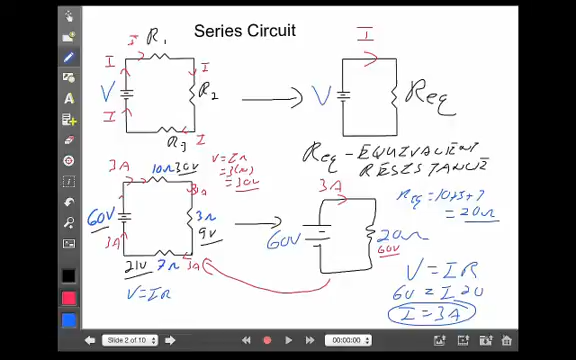 Series Circuit
I R1
I I
V R2
I
R3 I
I
V Req
Req - EQUIVALENT
RESISTANCE
3A 10Ω 30V
V = IR
= 3(10)
= 30V
3A
60V 3Ω
9V
3A
21V 7Ω 3A
V = IR
3A
60V 20Ω
60V
Req = 10+3+7
= 20Ω
V = IR
60 = I 20
I = 3A
Slide 2 of 10
00:00:00